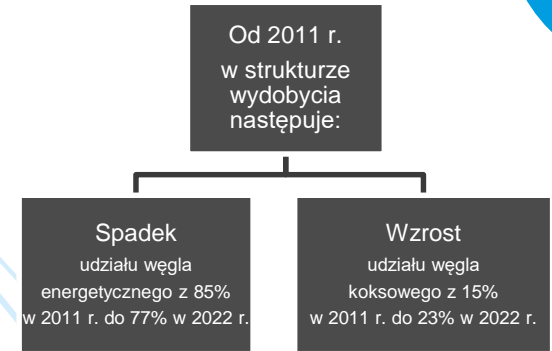 Od 2011 r.
w strukturze
wydobycia
następuje:
Spadek
udziału węgla
energetycznego z 85%
w 2011 r. do 77% w 2022 r.
Wzrost
udziału węgla
koksowego z 15%
w 2011 r. do 23% w 2022 r.